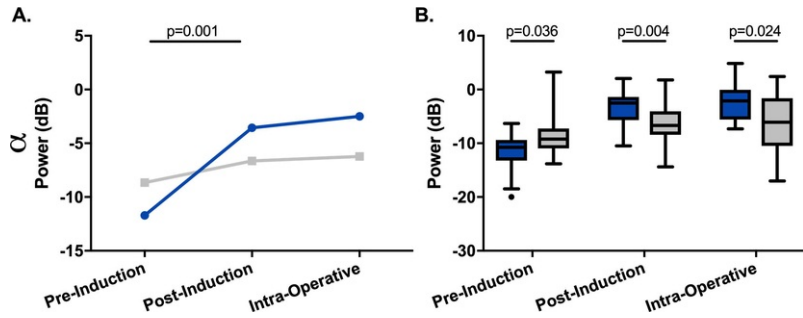 A.
p=0.001
5
0
-5
-10
-15
α
Power (dB)
Pre-Induction
Post-Induction
Intra-Operative
B.
p=0.036
p=0.004
p=0.024
10
0
-10
-20
-30
Power (dB)
Pre-Induction
Post-Induction
Intra-Operative